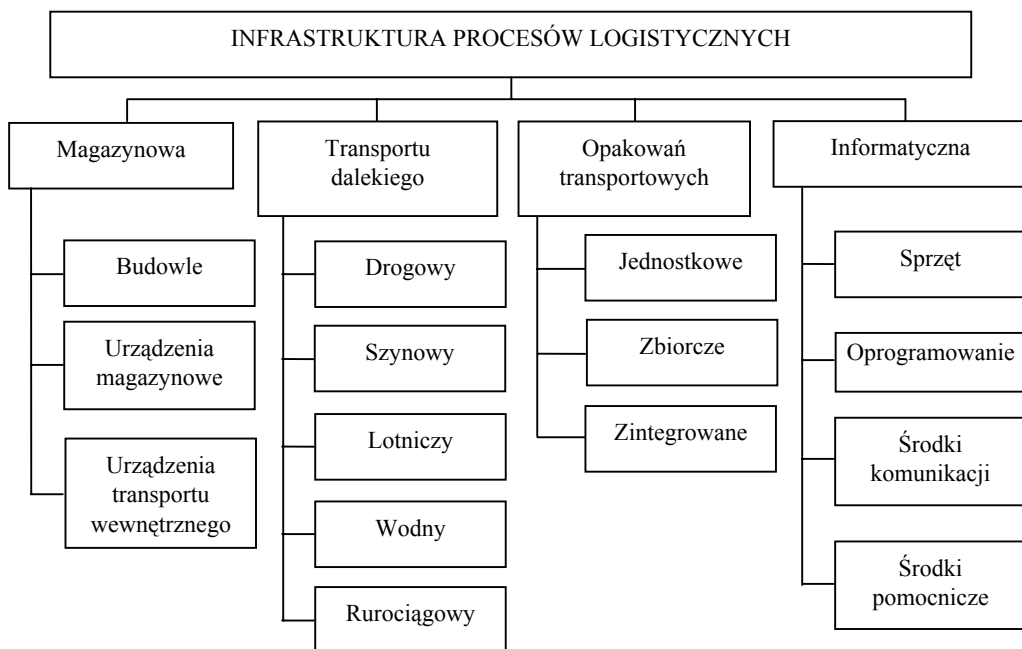 INFRASTRUKTURA PROCESÓW LOGISTYCZNYCH
Magazynowa
Budowle
Urządzenia
magazynowe
Urządzenia
transportu
wewnętrznego
Transportu
dalekiego
Drogowy
Szynowy
Lotniczy
Wodny
Rurociągowy
Opakowań
transportowych
Jednostkowe
Zbiorcze
Zintegrowane
Informatyczna
Sprzęt
Oprogramowanie
Środki
komunikacji
Środki
pomocnicze